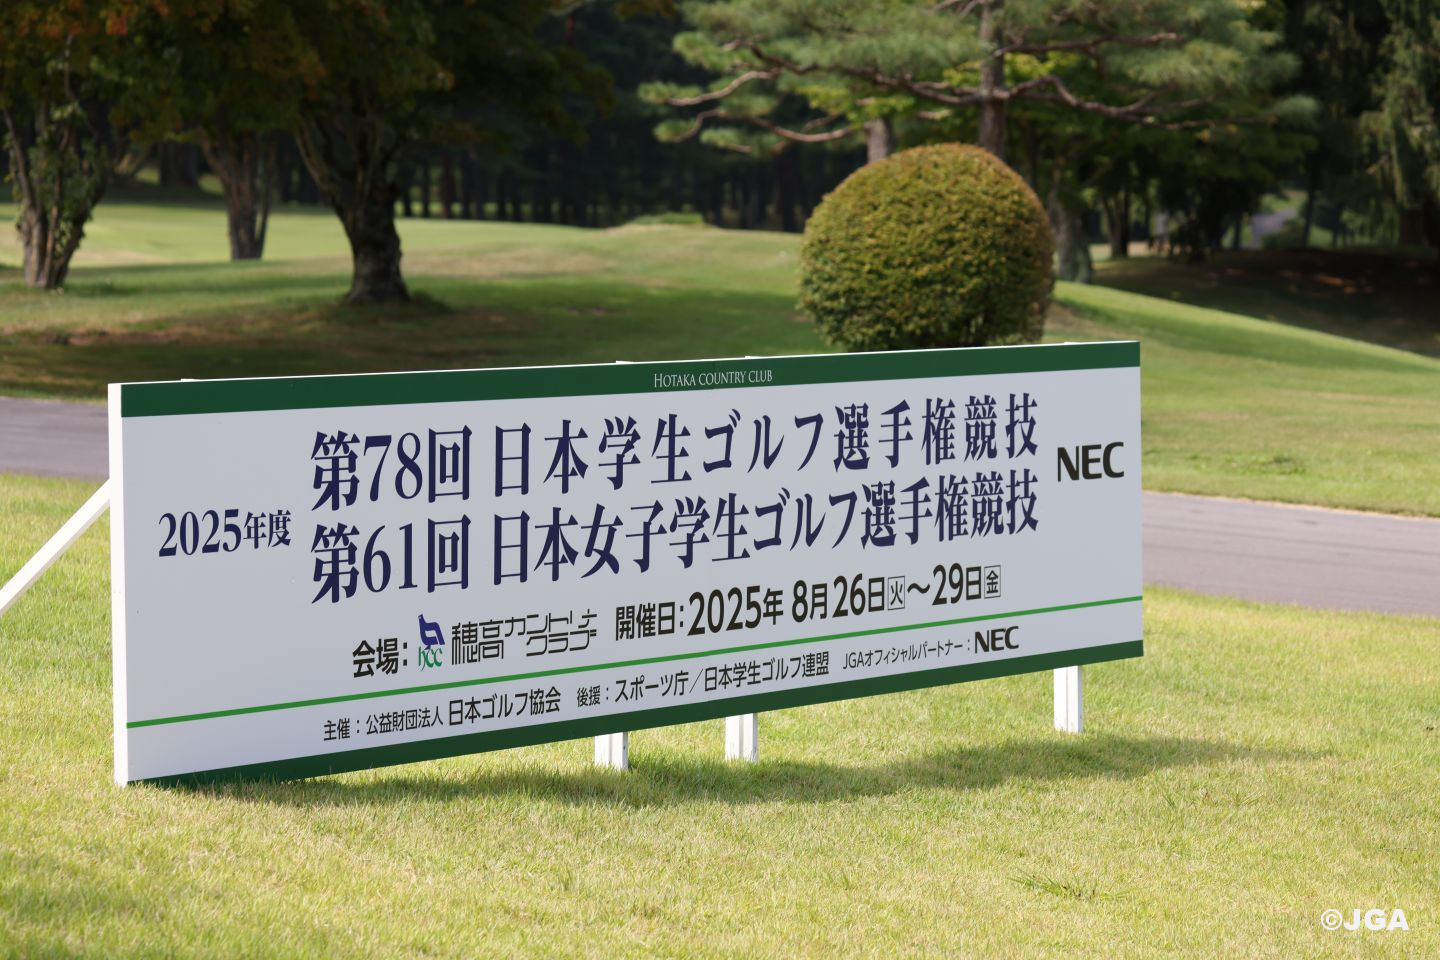 HOTAKA COUNTRY CLUB
2025年度
第78回 日本学生ゴルフ選手権競技
第61回 日本女子学生ゴルフ選手権競技
NEC
会場： hcc 穂高カントリークラブ 開催日：2025年 8月26日火〜29日金
主催：公益財団法人 日本ゴルフ協会 後援：スポーツ庁／日本学生ゴルフ連盟 JGAオフィシャルパートナー：NEC
©JGA